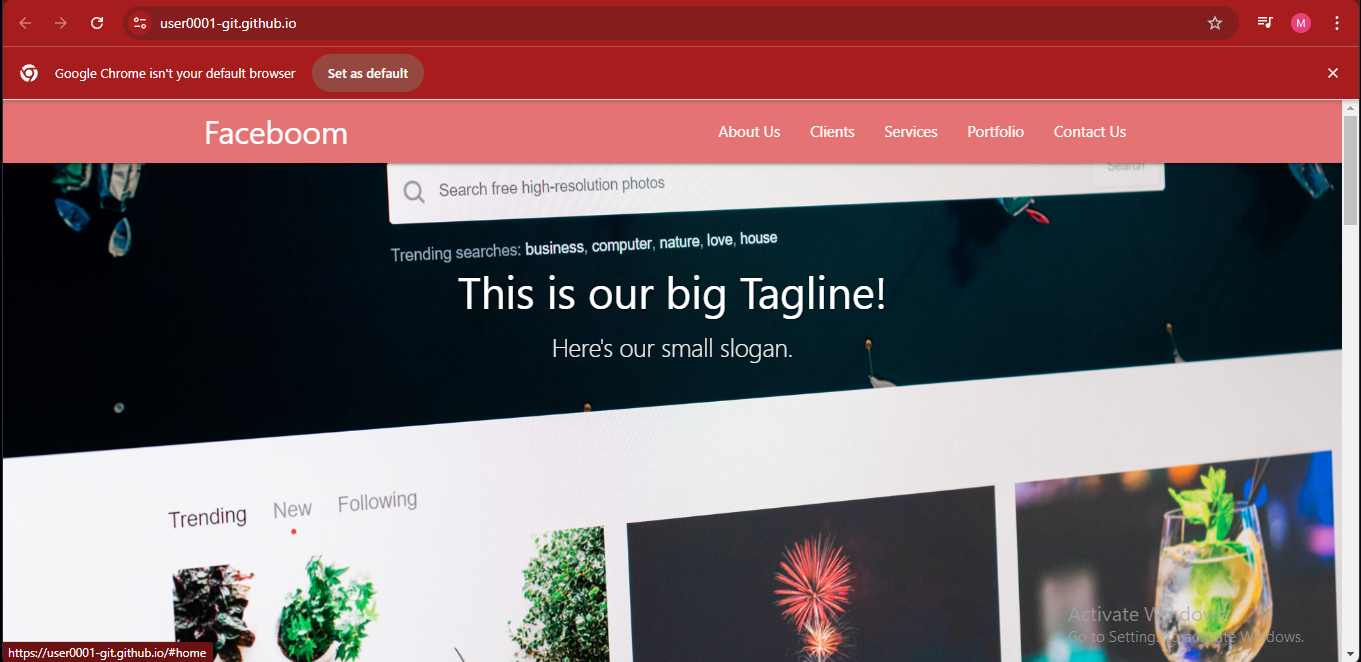 user0001-git.github.io
M
Google Chrome isn't your default browser
Set as default
Faceboom
About Us
Clients
Services
Portfolio
Contact Us
Search
Search free high-resolution photos
Trending searches: business, computer, nature, love, house
This is our big Tagline!
Here's our small slogan.
Trending
New
Following
Activate Windows
Go to Settings to activate Windows.
https://user0001-git.github.io/#home